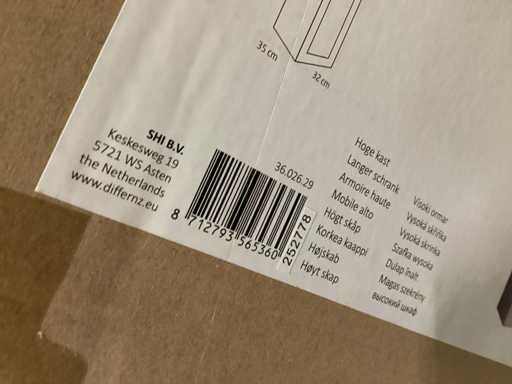 35 cm
32 cm
SHI B.V.
Keskesweg 19
5721 WS Asten
the Netherlands
www.differnz.eu
36.026.29
8 712793 565360
252778
Hoge kast
Langer schrank
Armoire haute
Mobile alto
Högt skåp
Korkea kaappi
Højskab
Høyt skap
Visoki ormar
Vysoká skříňka
Vysoká skrinka
Szafka wysoka
Dulap înalt
Magas szekrény
высокий шкаф